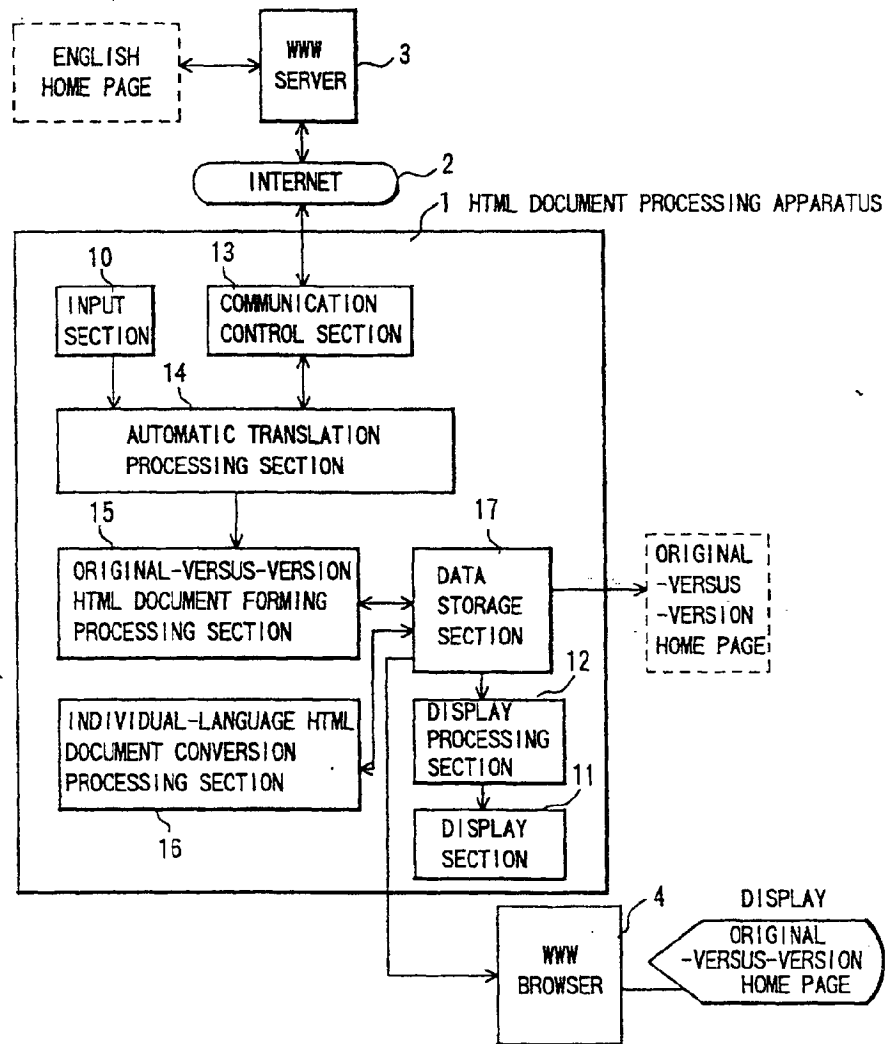 ENGLISH
HOME PAGE
WWW
SERVER
3
INTERNET
2
1 HTML DOCUMENT PROCESSING APPARATUS
10
INPUT
SECTION
13
COMMUNICATION
CONTROL SECTION
14
AUTOMATIC TRANSLATION
PROCESSING SECTION
15
ORIGINAL-VERSUS-VERSION
HTML DOCUMENT FORMING
PROCESSING SECTION
17
DATA
STORAGE
SECTION
ORIGINAL
-VERSUS
-VERSION
HOME PAGE
INDIVIDUAL-LANGUAGE HTML
DOCUMENT CONVERSION
PROCESSING SECTION
16
12
DISPLAY
PROCESSING
SECTION
11
DISPLAY
SECTION
4
WWW
BROWSER
DISPLAY
ORIGINAL
-VERSUS-VERSION
HOME PAGE